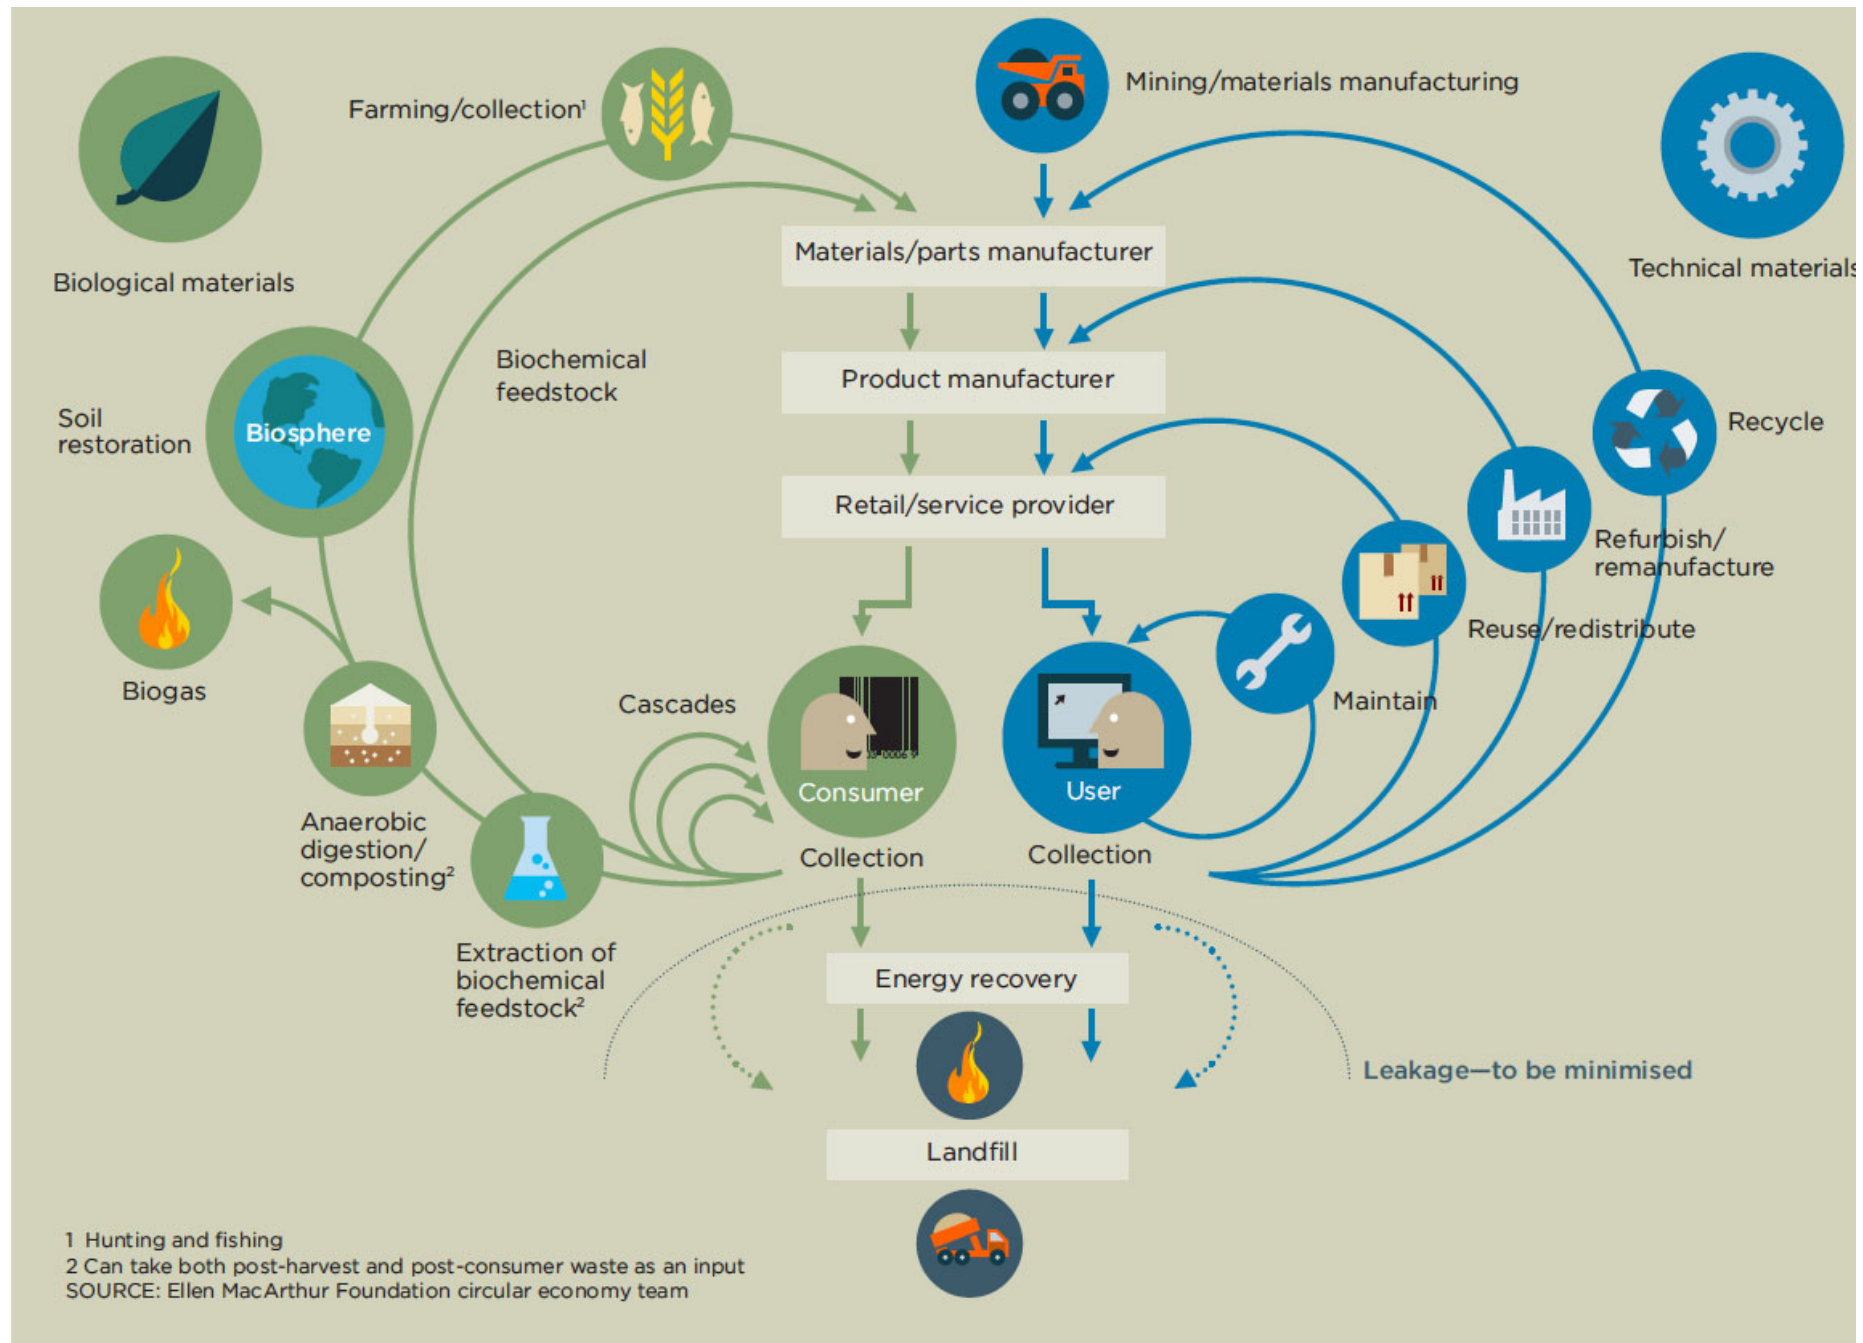 Farming/collection¹
Mining/materials manufacturing
Biological materials
Technical materials
Materials/parts manufacturer
Biochemical
feedstock
Product manufacturer
Soil
restoration
Biosphere
Recycle
Retail/service provider
Refurbish/
remanufacture
Reuse/redistribute
Biogas
Cascades
Maintain
Consumer
User
Anaerobic
digestion/
composting²
Collection
Collection
Extraction of
biochemical
feedstock²
Energy recovery
Leakage—to be minimised
Landfill
1 Hunting and fishing
2 Can take both post-harvest and post-consumer waste as an input
SOURCE: Ellen MacArthur Foundation circular economy team